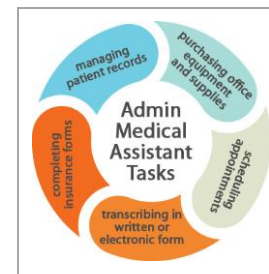 managing
patient records
purchasing office
equipment
and supplies
Admin
Medical
Assistant
Tasks
scheduling
appointments
completing
insurance forms
transcribing in
written or
electronic form